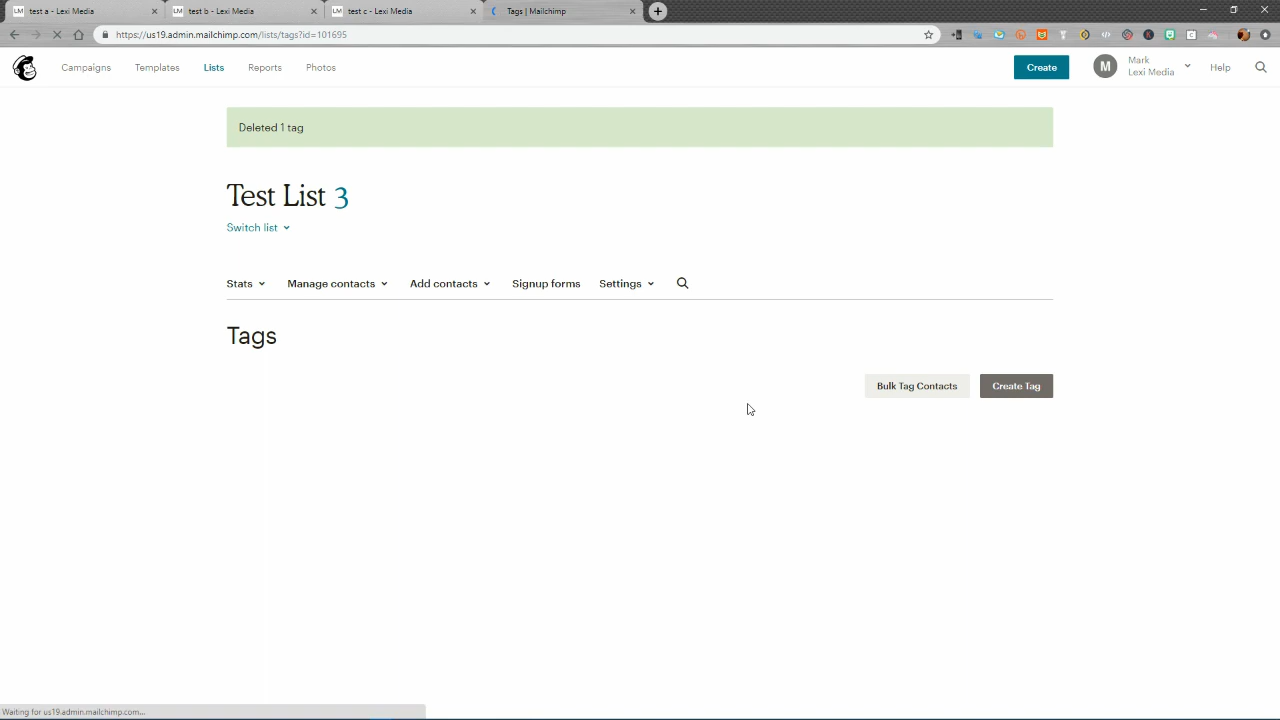 LM test a - Lexi Media
LM test b - Lexi Media
LM test c - Lexi Media
Tags | Mailchimp
https://us19.admin.mailchimp.com/lists/tags?id=101695
Campaigns
Templates
Lists
Reports
Photos
Create
M
Mark
Lexi Media
Help
Deleted 1 tag
Test List 3
Switch list
Stats
Manage contacts
Add contacts
Signup forms
Settings
Tags
Bulk Tag Contacts
Create Tag
Waiting for us19.admin.mailchimp.com...